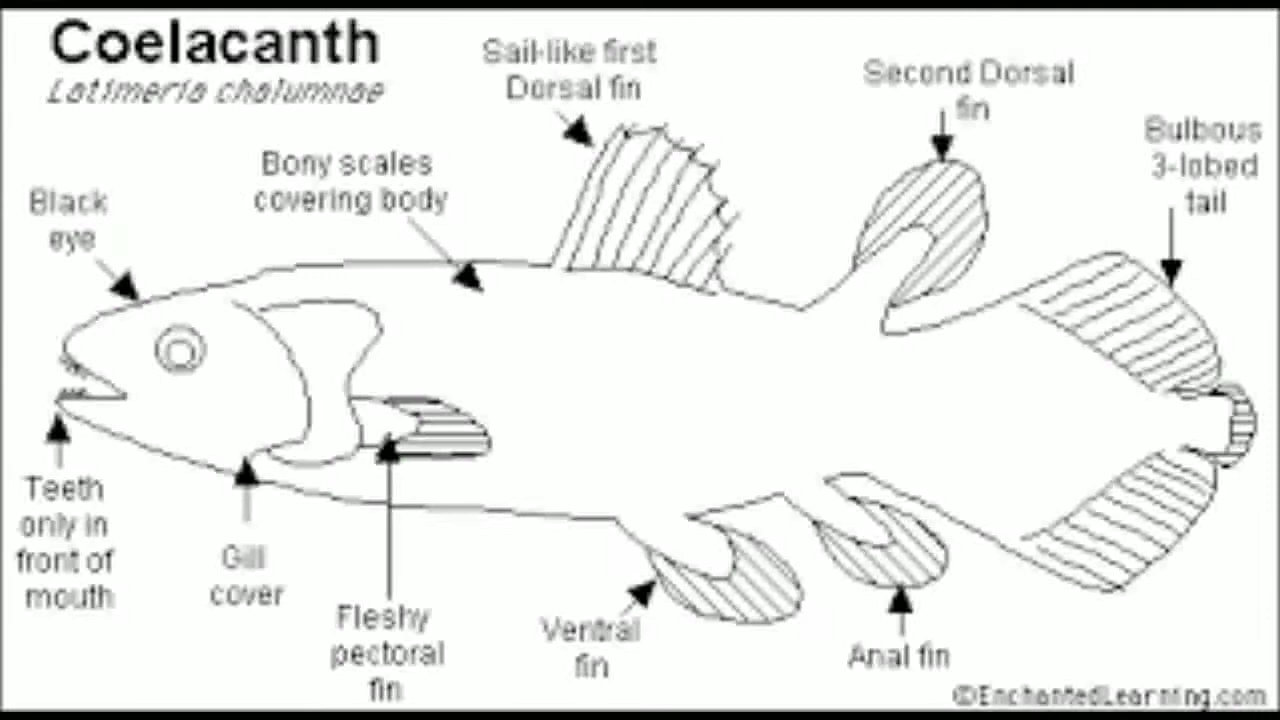 Coelacanth
Latimeria chalumnae
Sail-like first
Dorsal fin
Second Dorsal
fin
Bulbous
3-lobed
tail
Bony scales
covering body
Black
eye
Teeth
only in
front of
mouth
Gill
cover
Fleshy
pectoral
fin
Ventral
fin
Anal fin
©EnchantedLearning.com